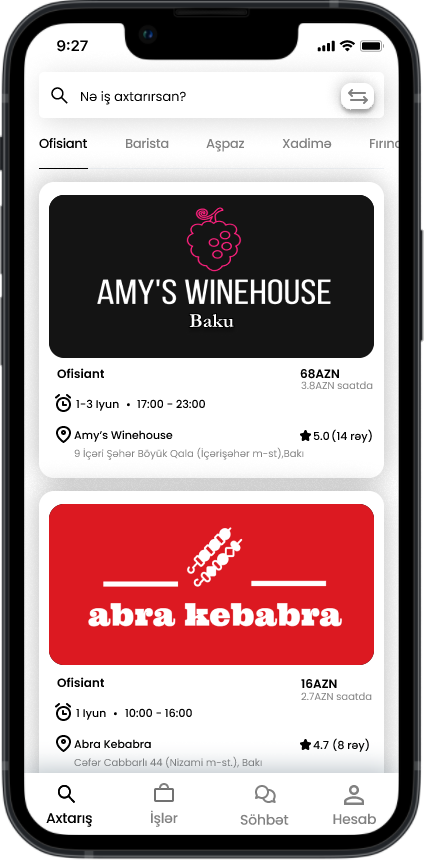 9:27
Nə iş axtarırsan?
Ofisiant Barista Aşpaz Xadimə Fırınc
AMY'S WINEHOUSE
Baku
Ofisiant 68AZN
3.8AZN saatda
1-3 Iyun • 17:00 - 23:00
Amy's Winehouse 5.0 (14 rəy)
9 İçəri Şəhər Böyük Qala (İçərişəhər m-st),Bakı
abra kebabra
Ofisiant 16AZN
2.7AZN saatda
1 Iyun • 10:00 - 16:00
Abra Kebabra 4.7 (8 rəy)
Cəfər Cabbarlı 44 (Nizami m-st.), Bakı
Axtarış İşlər Söhbət Hesab